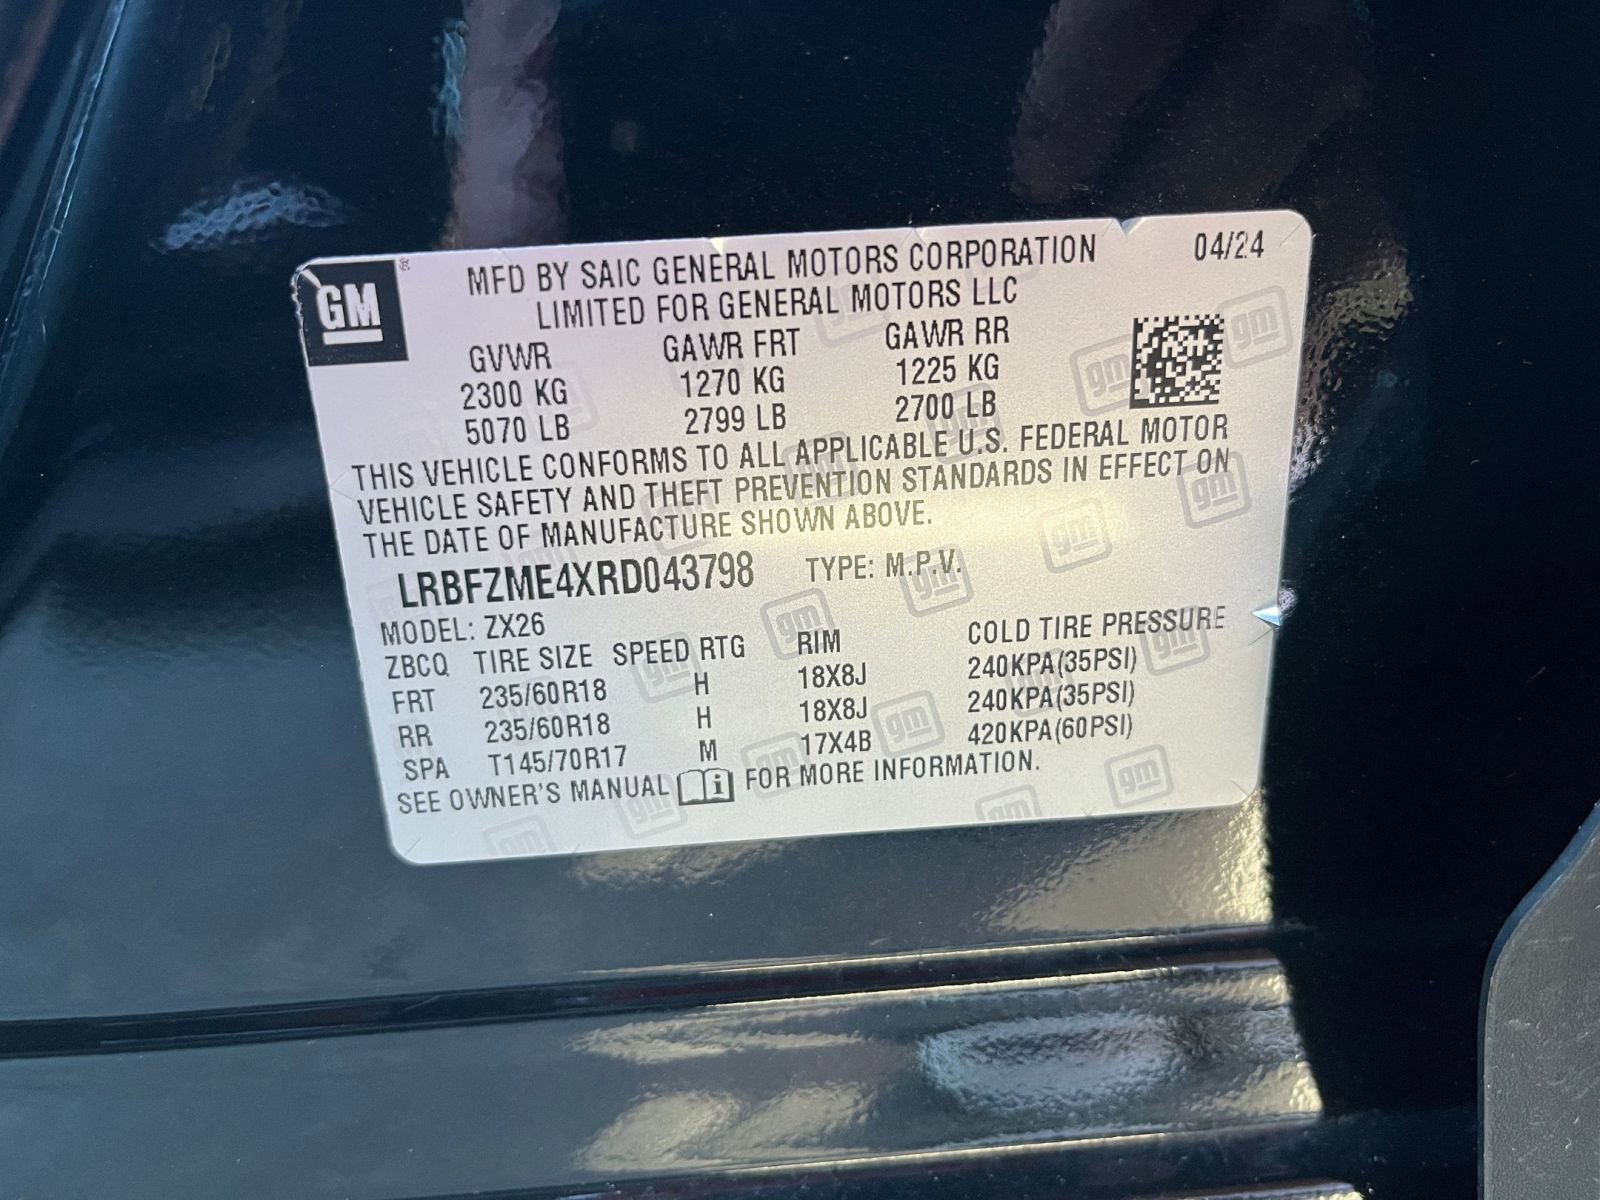 GM ®
MFD BY SAIC GENERAL MOTORS CORPORATION 04/24
LIMITED FOR GENERAL MOTORS LLC
GVWR GAWR FRT GAWR RR
2300 KG 1270 KG 1225 KG
5070 LB 2799 LB 2700 LB
THIS VEHICLE CONFORMS TO ALL APPLICABLE U.S. FEDERAL MOTOR
VEHICLE SAFETY AND THEFT PREVENTION STANDARDS IN EFFECT ON
THE DATE OF MANUFACTURE SHOWN ABOVE.
LRBFZME4XRD043798 TYPE: M.P.V.
MODEL: ZX26
ZBCQ TIRE SIZE SPEED RTG RIM COLD TIRE PRESSURE
FRT 235/60R18 H 18X8J 240KPA(35PSI)
RR 235/60R18 H 18X8J 240KPA(35PSI)
SPA T145/70R17 M 17X4B 420KPA(60PSI)
SEE OWNER'S MANUAL i FOR MORE INFORMATION.